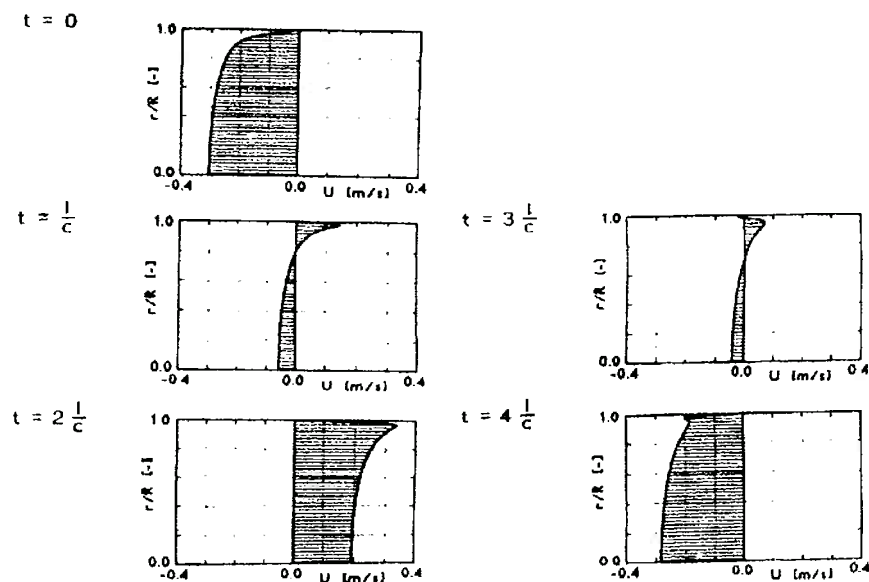 t = 0
1.0
r/R [-]
0.0
-0.4 0.0 U [m/s] 0.4
t = l/c
1.0
r/R [-]
0.0
-0.4 0.0 U [m/s] 0.4
t = 3 l/c
1.0
r/R [-]
0.0
-0.4 0.0 U [m/s] 0.4
t = 2 l/c
1.0
r/R [-]
0.0
-0.4 0.0 U [m/s] 0.4
t = 4 l/c
1.0
r/R [-]
0.0
-0.4 0.0 U [m/s] 0.4